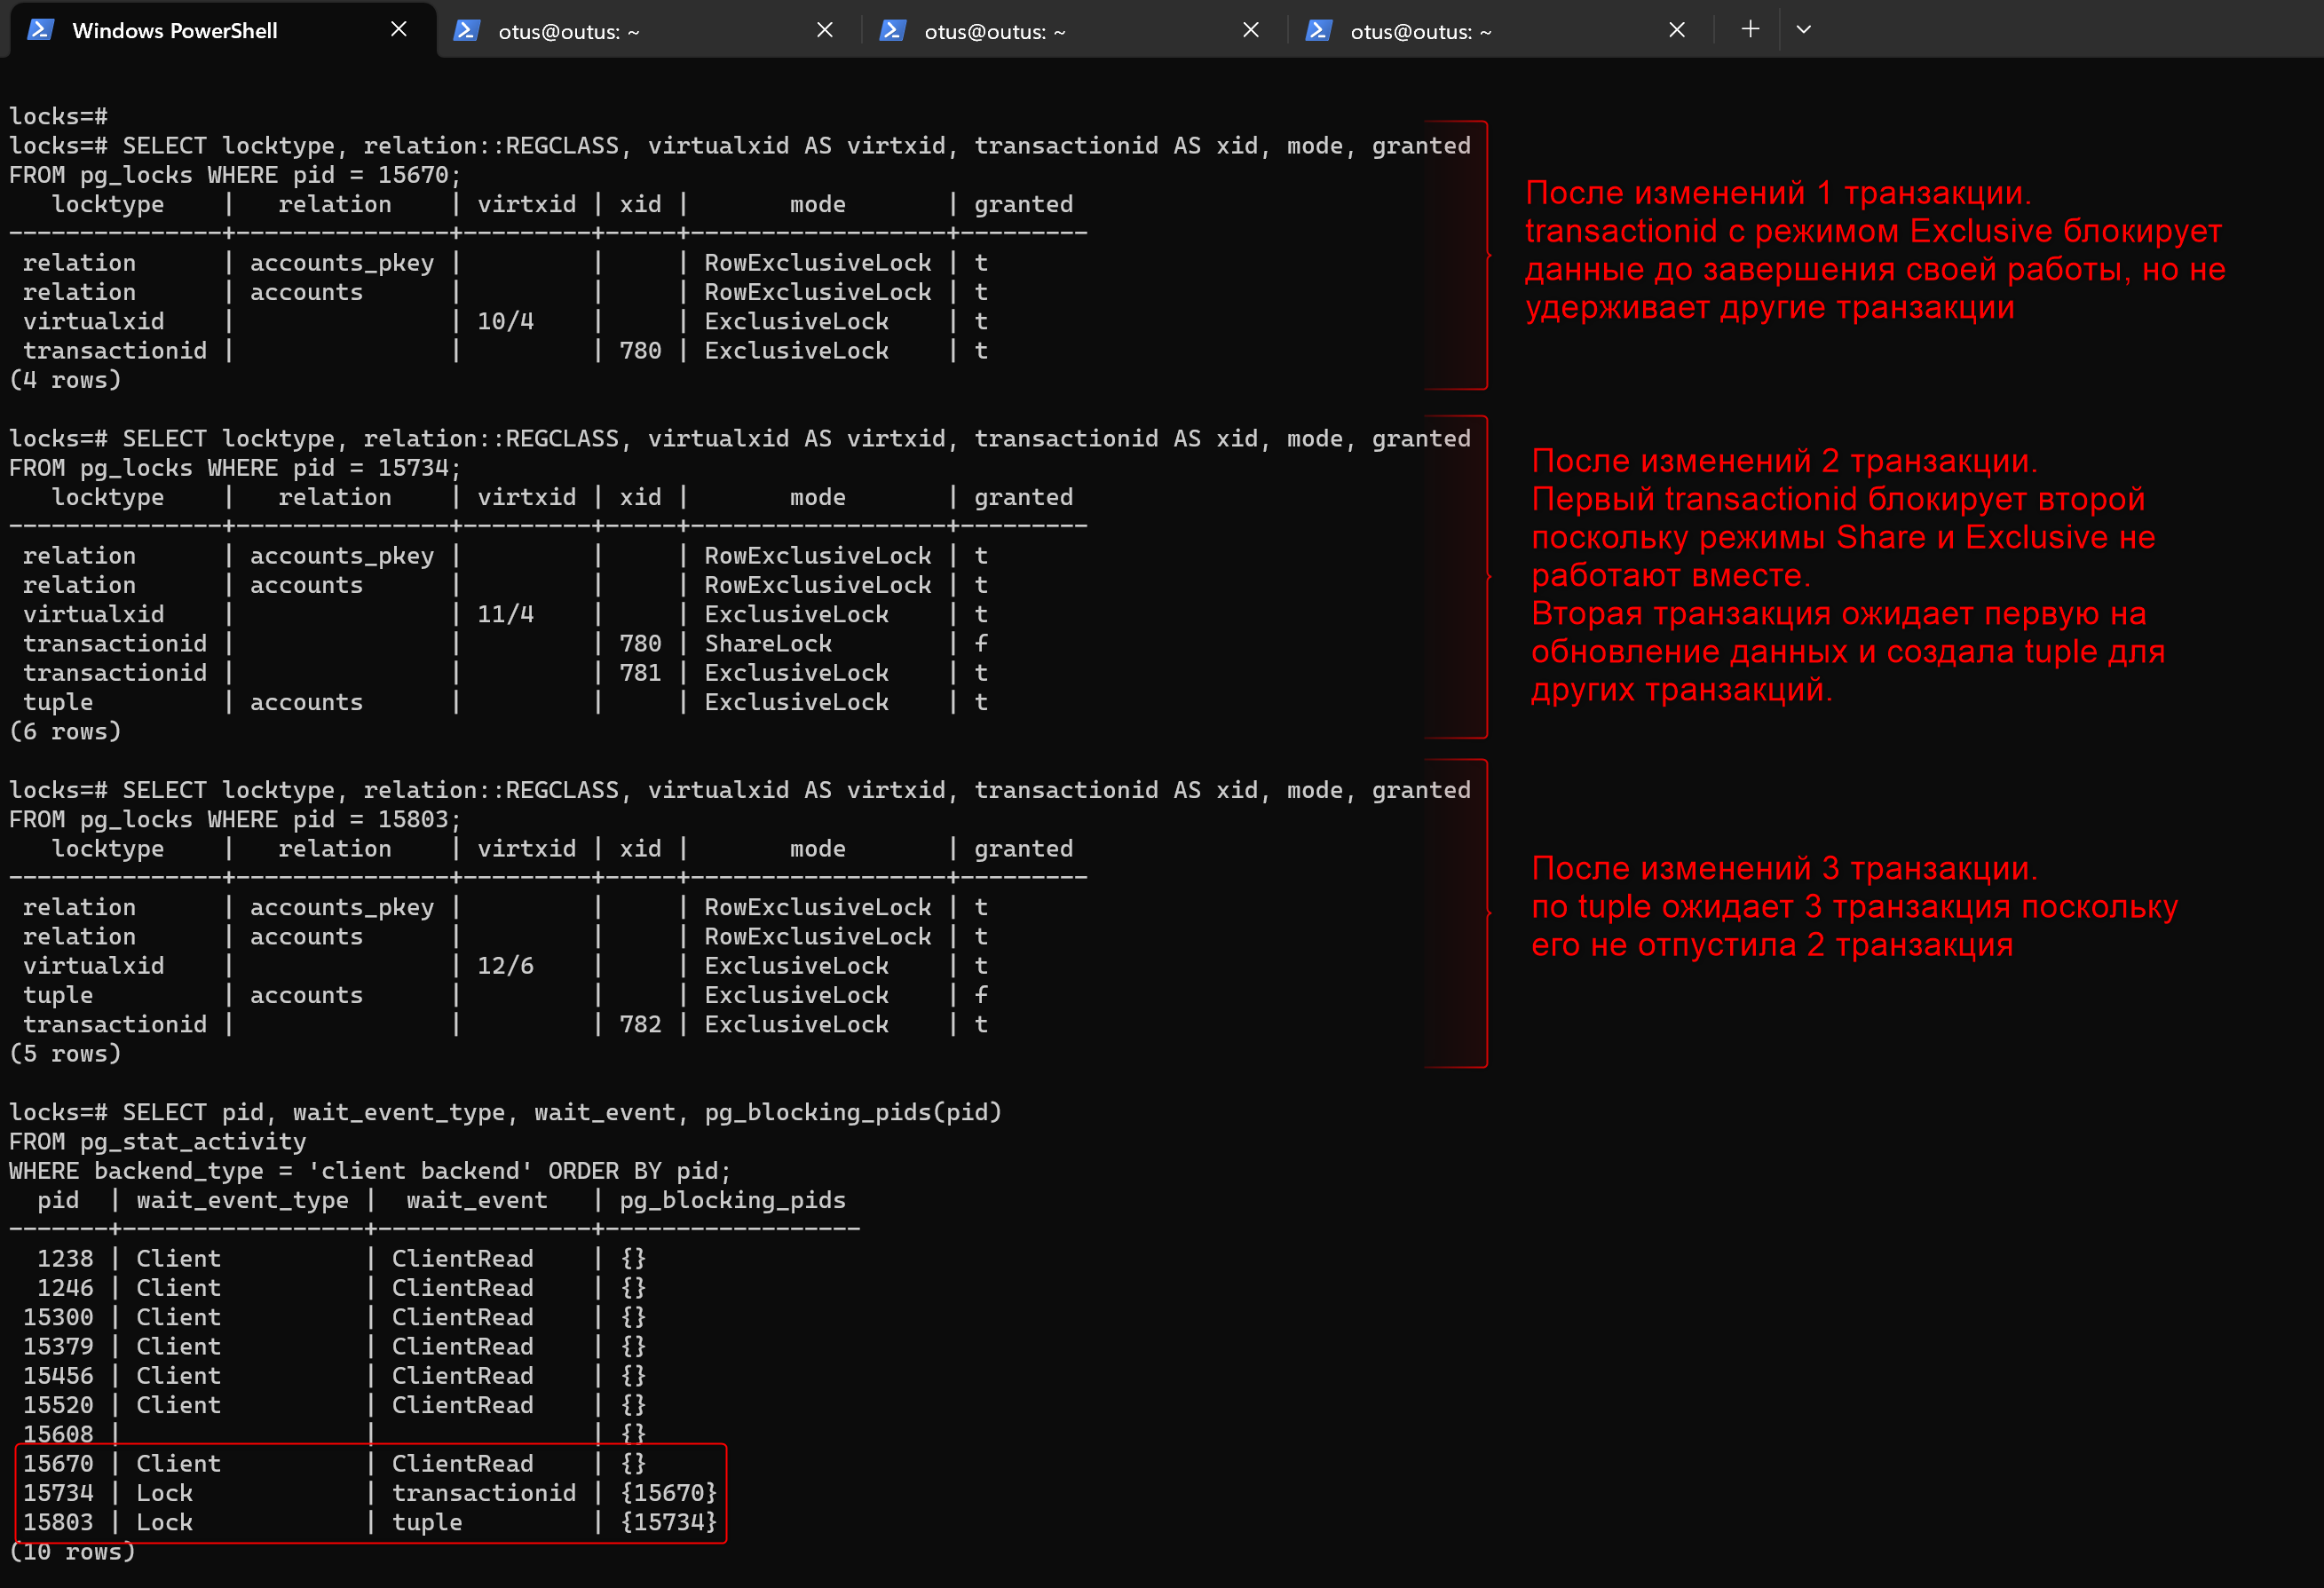 Windows PowerShell
otus@outus: ~
otus@outus: ~
otus@outus: ~
locks=#
locks=# SELECT locktype, relation::REGCLASS, virtualxid AS virtxid, transactionid AS xid, mode, granted
FROM pg_locks WHERE pid = 15670;
   locktype    |   relation    | virtxid | xid |       mode       | granted
---------------+---------------+---------+-----+------------------+---------
 relation      | accounts_pkey |         |     | RowExclusiveLock | t
 relation      | accounts      |         |     | RowExclusiveLock | t
 virtualxid    |               | 10/4    |     | ExclusiveLock    | t
 transactionid |               |         | 780 | ExclusiveLock    | t
(4 rows)
После изменений 1 транзакции.
transactionid с режимом Exclusive блокирует
данные до завершения своей работы, но не
удерживает другие транзакции
locks=# SELECT locktype, relation::REGCLASS, virtualxid AS virtxid, transactionid AS xid, mode, granted
FROM pg_locks WHERE pid = 15734;
   locktype    |   relation    | virtxid | xid |       mode       | granted
---------------+---------------+---------+-----+------------------+---------
 relation      | accounts_pkey |         |     | RowExclusiveLock | t
 relation      | accounts      |         |     | RowExclusiveLock | t
 virtualxid    |               | 11/4    |     | ExclusiveLock    | t
 transactionid |               |         | 780 | ShareLock        | f
 transactionid |               |         | 781 | ExclusiveLock    | t
 tuple         | accounts      |         |     | ExclusiveLock    | t
(6 rows)
После изменений 2 транзакции.
Первый transactionid блокирует второй
поскольку режимы Share и Exclusive не
работают вместе.
Вторая транзакция ожидает первую на
обновление данных и создала tuple для
других транзакций.
locks=# SELECT locktype, relation::REGCLASS, virtualxid AS virtxid, transactionid AS xid, mode, granted
FROM pg_locks WHERE pid = 15803;
   locktype    |   relation    | virtxid | xid |       mode       | granted
---------------+---------------+---------+-----+------------------+---------
 relation      | accounts_pkey |         |     | RowExclusiveLock | t
 relation      | accounts      |         |     | RowExclusiveLock | t
 virtualxid    |               | 12/6    |     | ExclusiveLock    | t
 tuple         | accounts      |         |     | ExclusiveLock    | f
 transactionid |               |         | 782 | ExclusiveLock    | t
(5 rows)
После изменений 3 транзакции.
по tuple ожидает 3 транзакция поскольку
его не отпустила 2 транзакция
locks=# SELECT pid, wait_event_type, wait_event, pg_blocking_pids(pid)
FROM pg_stat_activity
WHERE backend_type = 'client backend' ORDER BY pid;
  pid  | wait_event_type |  wait_event   | pg_blocking_pids
-------+-----------------+---------------+------------------
  1238 | Client          | ClientRead    | {}
  1246 | Client          | ClientRead    | {}
 15300 | Client          | ClientRead    | {}
 15379 | Client          | ClientRead    | {}
 15456 | Client          | ClientRead    | {}
 15520 | Client          | ClientRead    | {}
 15608 |                 |               | {}
 15670 | Client          | ClientRead    | {}
 15734 | Lock            | transactionid | {15670}
 15803 | Lock            | tuple         | {15734}
(10 rows)